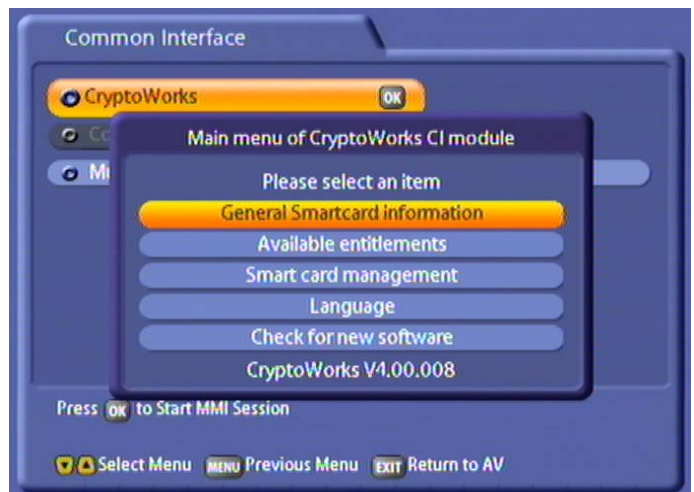 Common Interface
CryptoWorks OK
Main menu of CryptoWorks CI module
Please select an item
General Smartcard information
Available entitlements
Smart card management
Language
Check for new software
CryptoWorks V4.00.008
Press OK to Start MMI Session
Select Menu MENU Previous Menu EXIT Return to AV